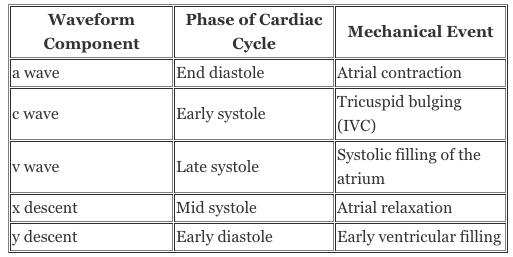 Waveform Component
Phase of Cardiac Cycle
Mechanical Event
a wave
End diastole
Atrial contraction
c wave
Early systole
Tricuspid bulging
(IVC)
v wave
Late systole
Systolic filling of the
atrium
x descent
Mid systole
Atrial relaxation
y descent
Early diastole
Early ventricular filling